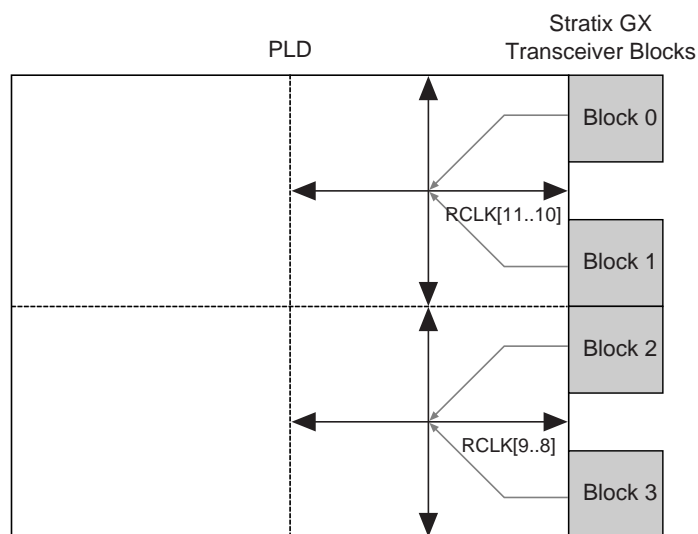 PLD
Stratix GX
Transceiver Blocks
Block 0
RCLK[11..10]
Block 1
Block 2
RCLK[9..8]
Block 3